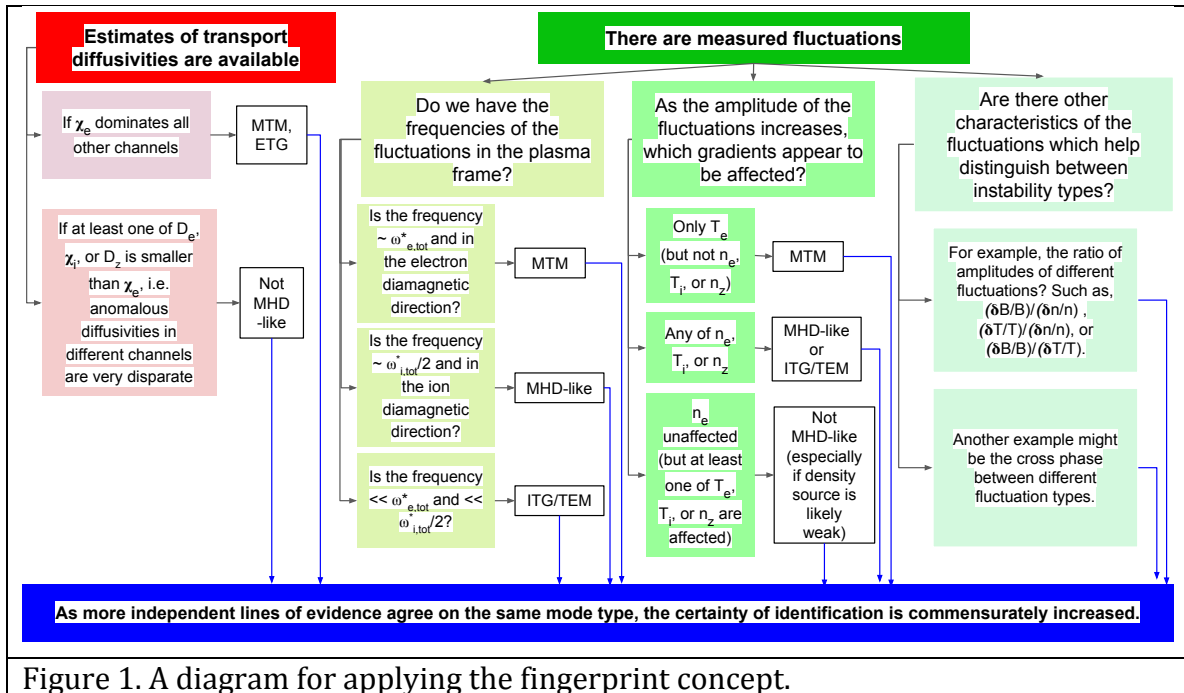 Estimates of transport
diffusivities are available
There are measured fluctuations
If χe dominates all
other channels
MTM,
ETG
If at least one of De,
χi, or Dz is smaller
than χe, i.e.
anomalous
diffusivities in
different channels
are very disparate
Not
MHD
-like
Do we have the
frequencies of the
fluctuations in the plasma
frame?
Is the frequency
~ ω*e,tot and in
the electron
diamagnetic
direction?
MTM
Is the frequency
~ ω*i,tot/2 and in
the ion
diamagnetic
direction?
MHD-like
Is the frequency
<< ω*e,tot and <<
ω*i,tot/2?
ITG/TEM
As the amplitude of the
fluctuations increases,
which gradients appear to
be affected?
Only Te
(but not ne,
Ti, or nz)
MTM
Any of ne,
Ti, or nz
MHD-like
or
ITG/TEM
ne
unaffected
(but at least
one of Te,
Ti, or nz are
affected)
Not
MHD-like
(especially
if density
source is
likely
weak)
Are there other
characteristics of the
fluctuations which help
distinguish between
instability types?
For example, the ratio of
amplitudes of different
fluctuations? Such as,
(δB/B)/(δn/n) ,
(δT/T)/(δn/n), or
(δB/B)/(δT/T).
Another example might
be the cross phase
between different
fluctuation types.
As more independent lines of evidence agree on the same mode type, the certainty of identification is commensurately increased.
Figure 1. A diagram for applying the fingerprint concept.